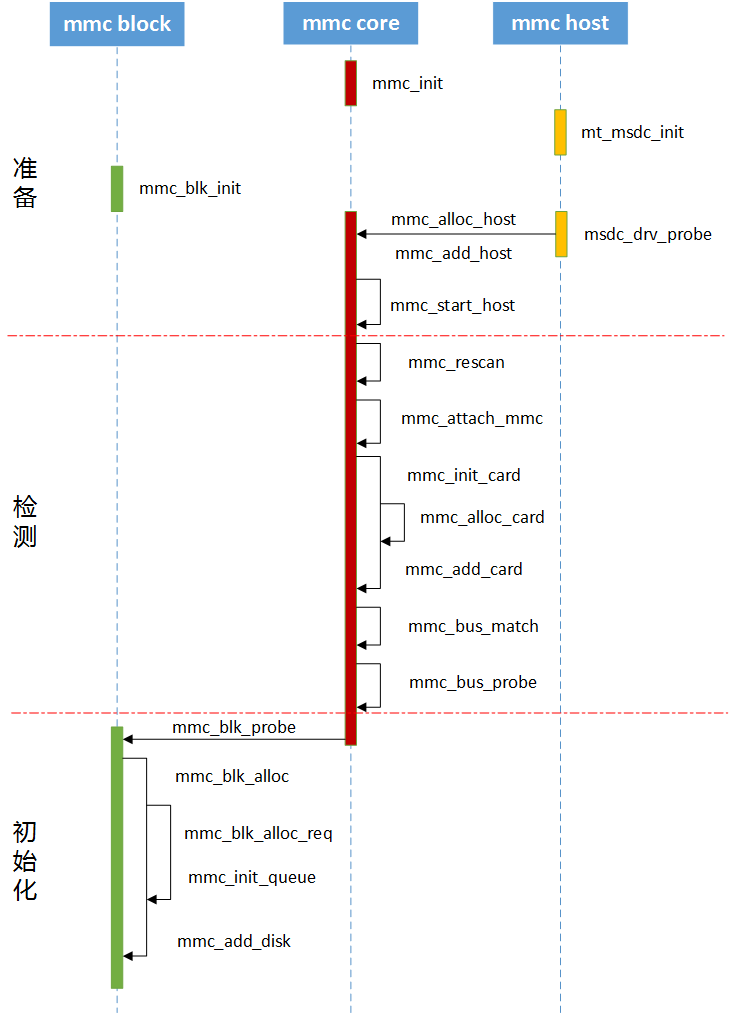 mmc block
mmc core
mmc host
mmc_init
mt_msdc_init
准备
mmc_blk_init
mmc_alloc_host
msdc_drv_probe
mmc_add_host
mmc_start_host
mmc_rescan
mmc_attach_mmc
mmc_init_card
检测
mmc_alloc_card
mmc_add_card
mmc_bus_match
mmc_bus_probe
mmc_blk_probe
mmc_blk_alloc
初始化
mmc_blk_alloc_req
mmc_init_queue
mmc_add_disk